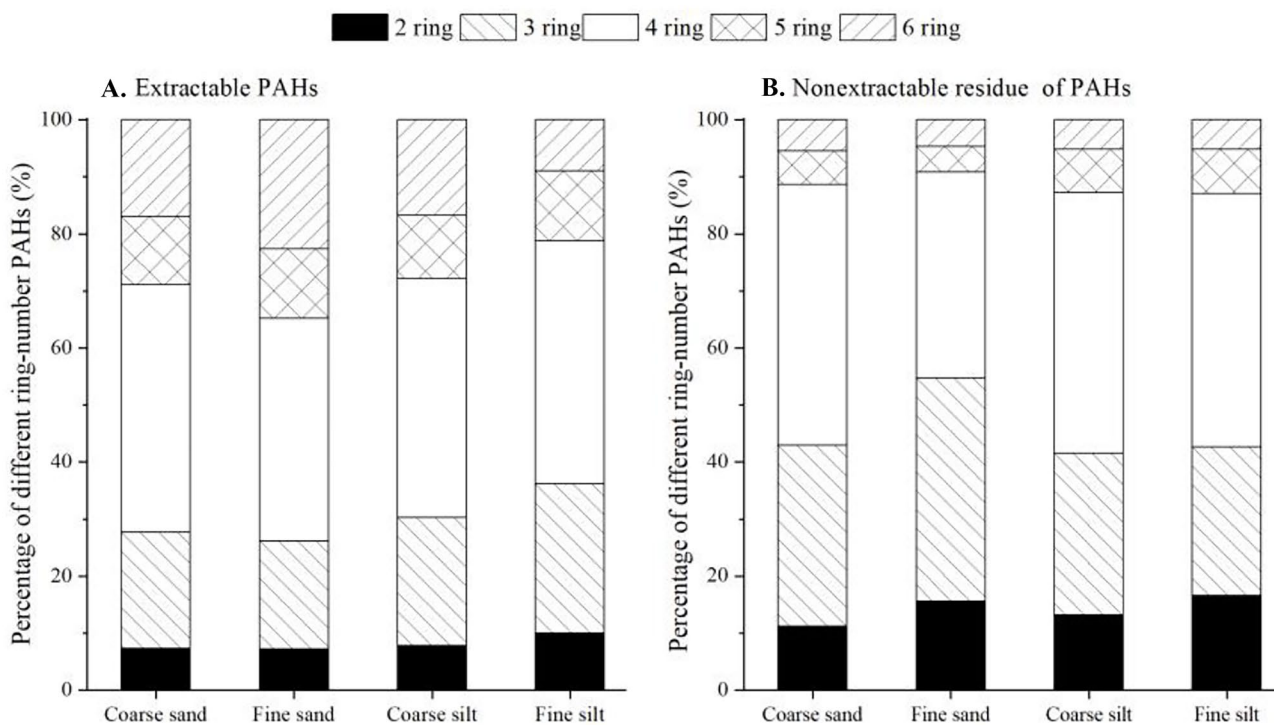 2 ring 3 ring 4 ring 5 ring 6 ring
A. Extractable PAHs
Percentage of different ring-number PAHs (%)
100
80
60
40
20
0
Coarse sand Fine sand Coarse silt Fine silt
B. Nonextractable residue of PAHs
Percentage of different ring-number PAHs (%)
100
80
60
40
20
0
Coarse sand Fine sand Coarse silt Fine silt